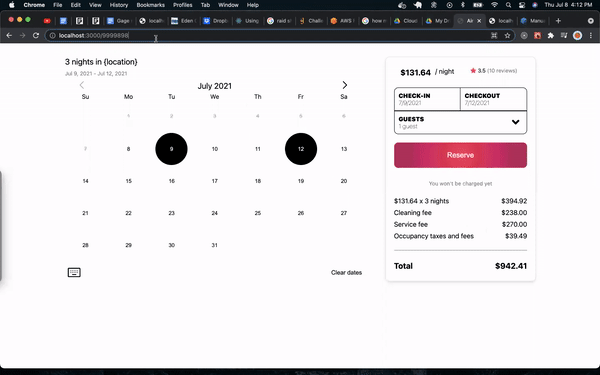 Chrome File Edit View History Bookmarks Profiles Tab Window Help Thu Jul 8 4:12 PM
Gage localh Eden Dropb Using raid s Challe AWS how n Cloud My D Air localh Manua
localhost:3000/9999898
3 nights in {location}
Jul 9, 2021 - Jul 12, 2021
July 2021
Su Mo Tu We Th Fr Sa
1 2 3 4 5 6
7 8 9 10 11 12 13
14 15 16 17 18 19 20
21 22 23 24 25 26 27
28 29 30 31
Clear dates
$131.64 / night 3.5 (10 reviews)
CHECK-IN CHECKOUT
7/9/2021 7/12/2021
GUESTS
1 guest
Reserve
You won't be charged yet
$131.64 x 3 nights $394.92
Cleaning fee $238.00
Service fee $270.00
Occupancy taxes and fees $39.49
Total $942.41